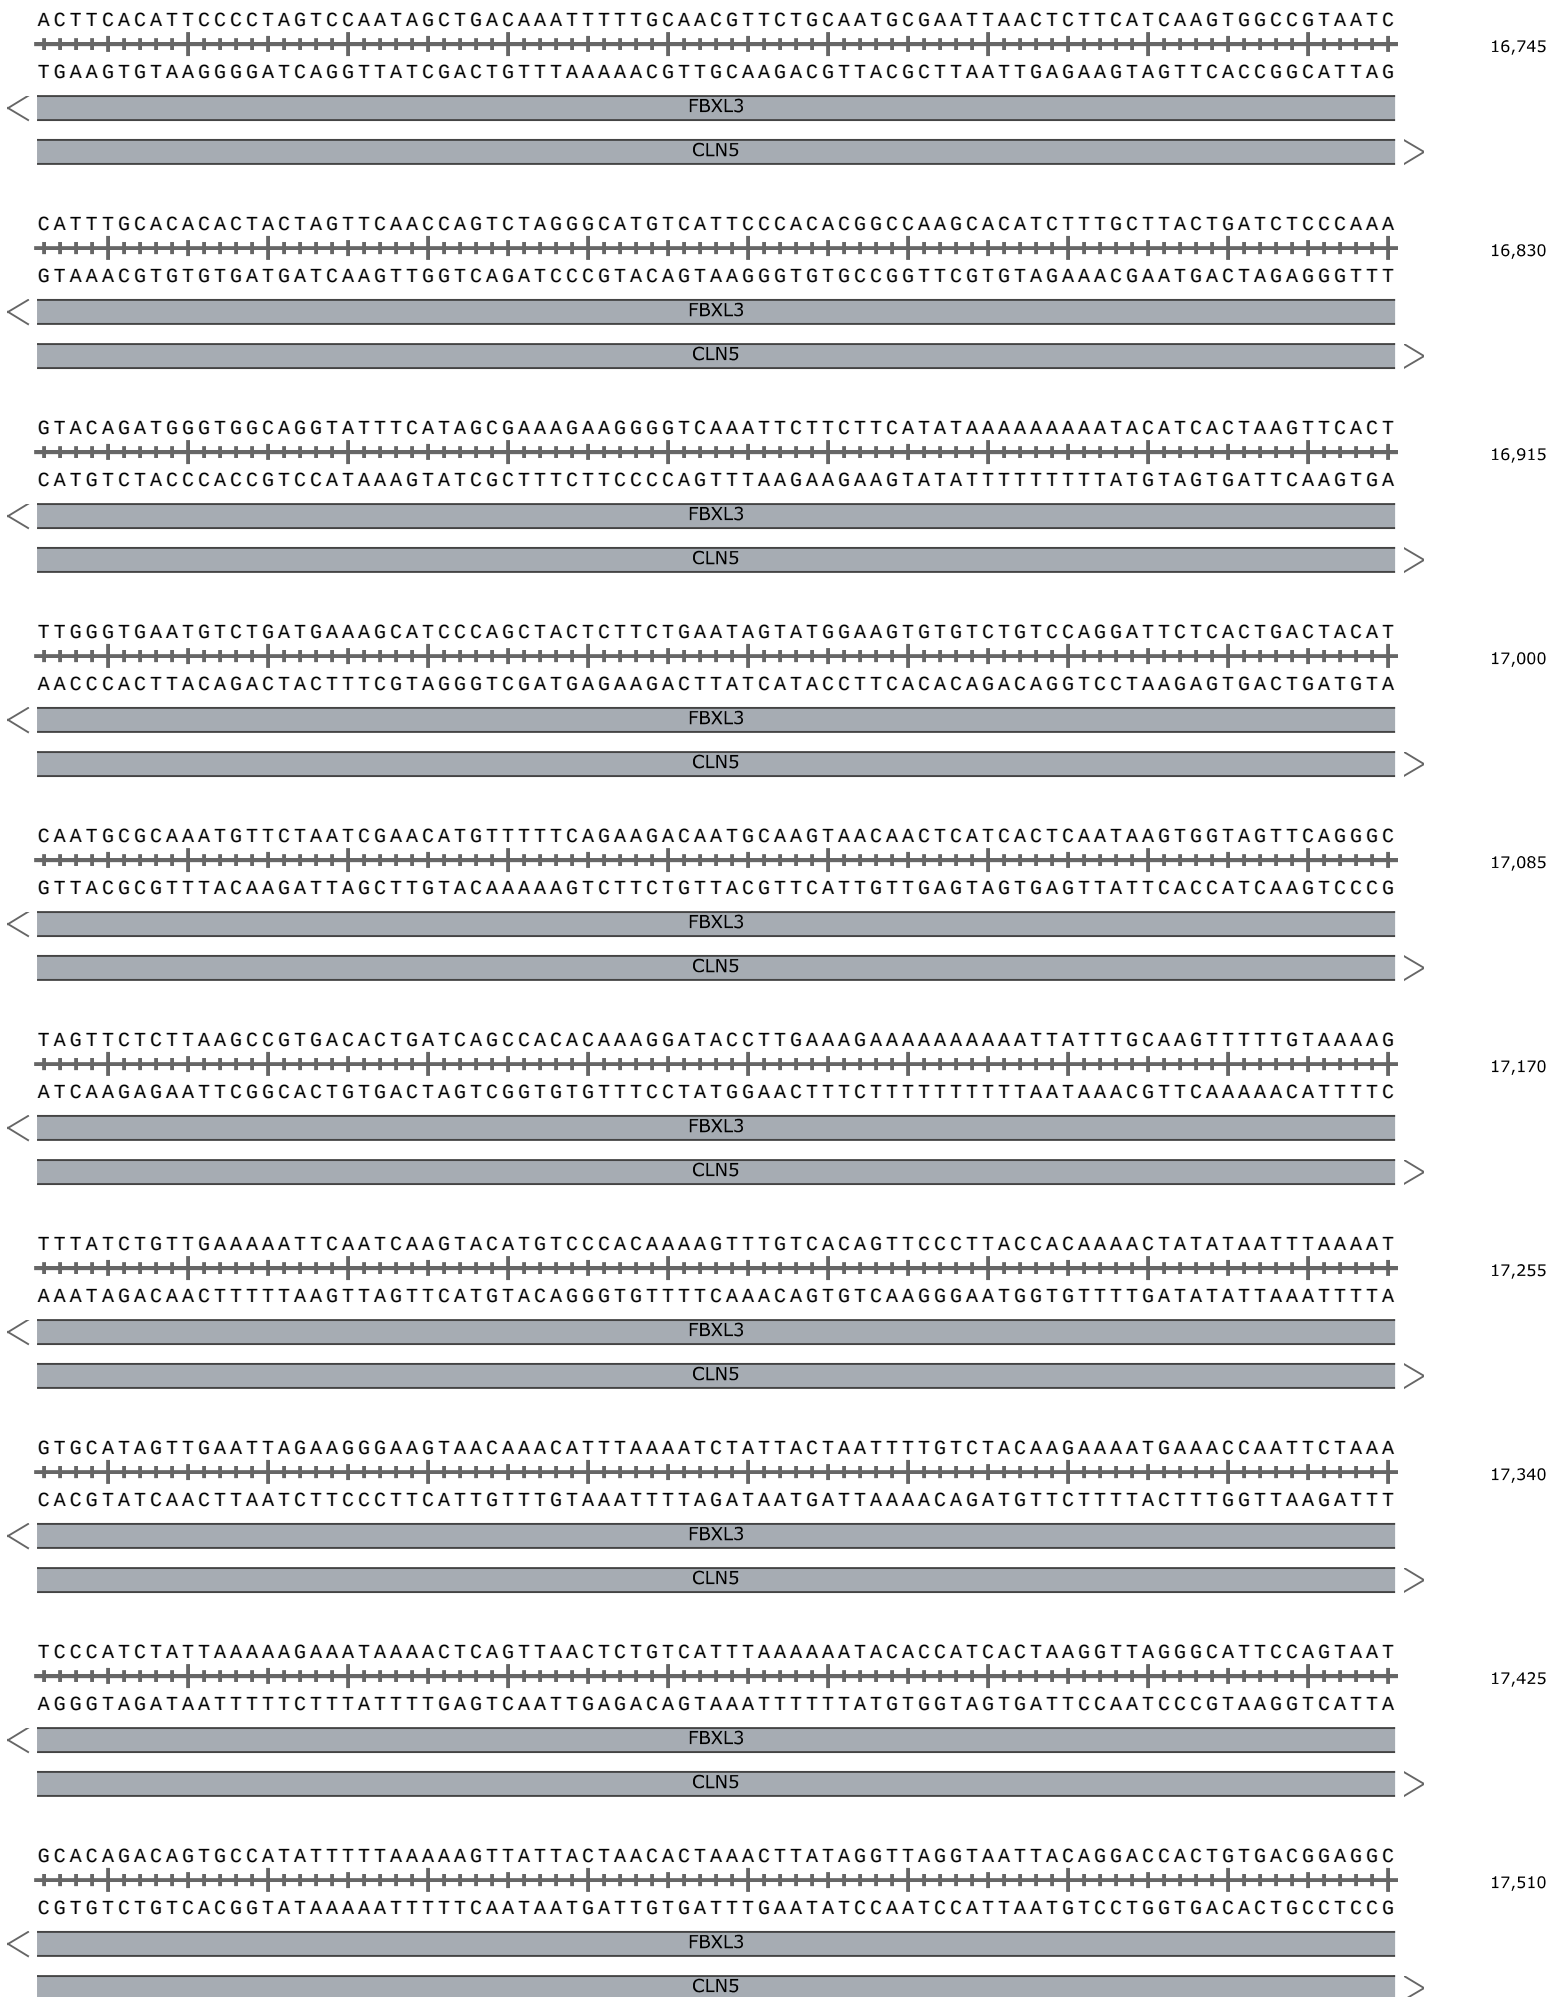 ACTTCACATTCCCCTAGTCCAATAGCTGACAAATTTTTGCAACGTTCTGCAATGCGAATTAACTCTTCATCAAGTGGCCGTAATC
16,745
TGAAGTGTAAGGGGATCAGGTTATCGACTGTTTAAAAACGTTGCAAGACGTTACGCTTAATTGAGAAGTAGTTCACCGGCATTAG
FBXL3
CLN5
CATTTGCACACACTACTAGTTCAACCAGTCTAGGGCATGTCATTCCCACACGGCCAAGCACATCTTTGCTTACTGATCTCCCAAA
16,830
GTAAACGTGTGTGATGATCAAGTTGGTCAGATCCCGTACAGTAAGGGTGTGCCGGTTCGTGTAGAAACGAATGACTAGAGGGTTT
FBXL3
CLN5
GTACAGATGGGTGGCAGGTATTTCATAGCGAAAGAAGGGGTCAAATTCTTCTTCATATAAAAAAAAATACATCACTAAGTTCACT
16,915
CATGTCTACCCACCGTCCATAAAGTATCGCTTTCTTCCCCAGTTTAAGAAGAAGTATATTTTTTTTTATGTAGTGATTCAAGTGA
FBXL3
CLN5
TTGGGTGAATGTCTGATGAAAGCATCCCAGCTACTCTTCTGAATAGTATGGAAGTGTGTCTGTCCAGGATTCTCACTGACTACAT
17,000
AACCCACTTACAGACTACTTTCGTAGGGTCGATGAGAAGACTTATCATACCTTCACACAGACAGGTCCTAAGAGTGACTGATGTA
FBXL3
CLN5
CAATGCGCAAATGTTCTAATCGAACATGTTTTTCAGAAGACAATGCAAGTAACAACTCATCACTCAATAAGTGGTAGTTCAGGGC
17,085
GTTACGCGTTTACAAGATTAGCTTGTACAAAAAGTCTTCTGTTACGTTCATTGTTGAGTAGTGAGTTATTCACCATCAAGTCCCG
FBXL3
CLN5
TAGTTCTCTTAAGCCGTGACACTGATCAGCCACACAAAGGATACCTTGAAAGAAAAAAAAAATTATTTGCAAGTTTTTGTAAAAG
17,170
ATCAAGAGAATTCGGCACTGTGACTAGTCGGTGTGTTTCCTATGGAACTTTCTTTTTTTTTTAATAAACGTTCAAAAACATTTTC
FBXL3
CLN5
TTTATCTGTTGAAAAATTCAATCAAGTACATGTCCCACAAAAGTTTGTCACAGTTCCCTTACCACAAAACTATATAATTTAAAAT
17,255
AAATAGACAACTTTTTAAGTTAGTTCATGTACAGGGTGTTTTCAAACAGTGTCAAGGGAATGGTGTTTTGATATATTAAATTTTA
FBXL3
CLN5
GTGCATAGTTGAATTAGAAGGGAAGTAACAAACATTTAAAATCTATTACTAATTTTGTCTACAAGAAAATGAAACCAATTCTAAA
17,340
CACGTATCAACTTAATCTTCCCTTCATTGTTTGTAAATTTTAGATAATGATTAAAACAGATGTTCTTTTACTTTGGTTAAGATTT
FBXL3
CLN5
TCCCATCTATTAAAAAGAAATAAAACTCAGTTAACTCTGTCATTTAAAAAATACACCATCACTAAGGTTAGGGCATTCCAGTAAT
17,425
AGGGTAGATAATTTTTCTTTATTTTGAGTCAATTGAGACAGTAAATTTTTTATGTGGTAGTGATTCCAATCCCGTAAGGTCATTA
FBXL3
CLN5
GCACAGACAGTGCCATATTTTTAAAAAGTTATTACTAACACTAAACTTATAGGTTAGGTAATTACAGGACCACTGTGACGGAGGC
17,510
CGTGTCTGTCACGGTATAAAAATTTTTCAATAATGATTGTGATTTGAATATCCAATCCATTAATGTCCTGGTGACACTGCCTCCG
FBXL3
CLN5